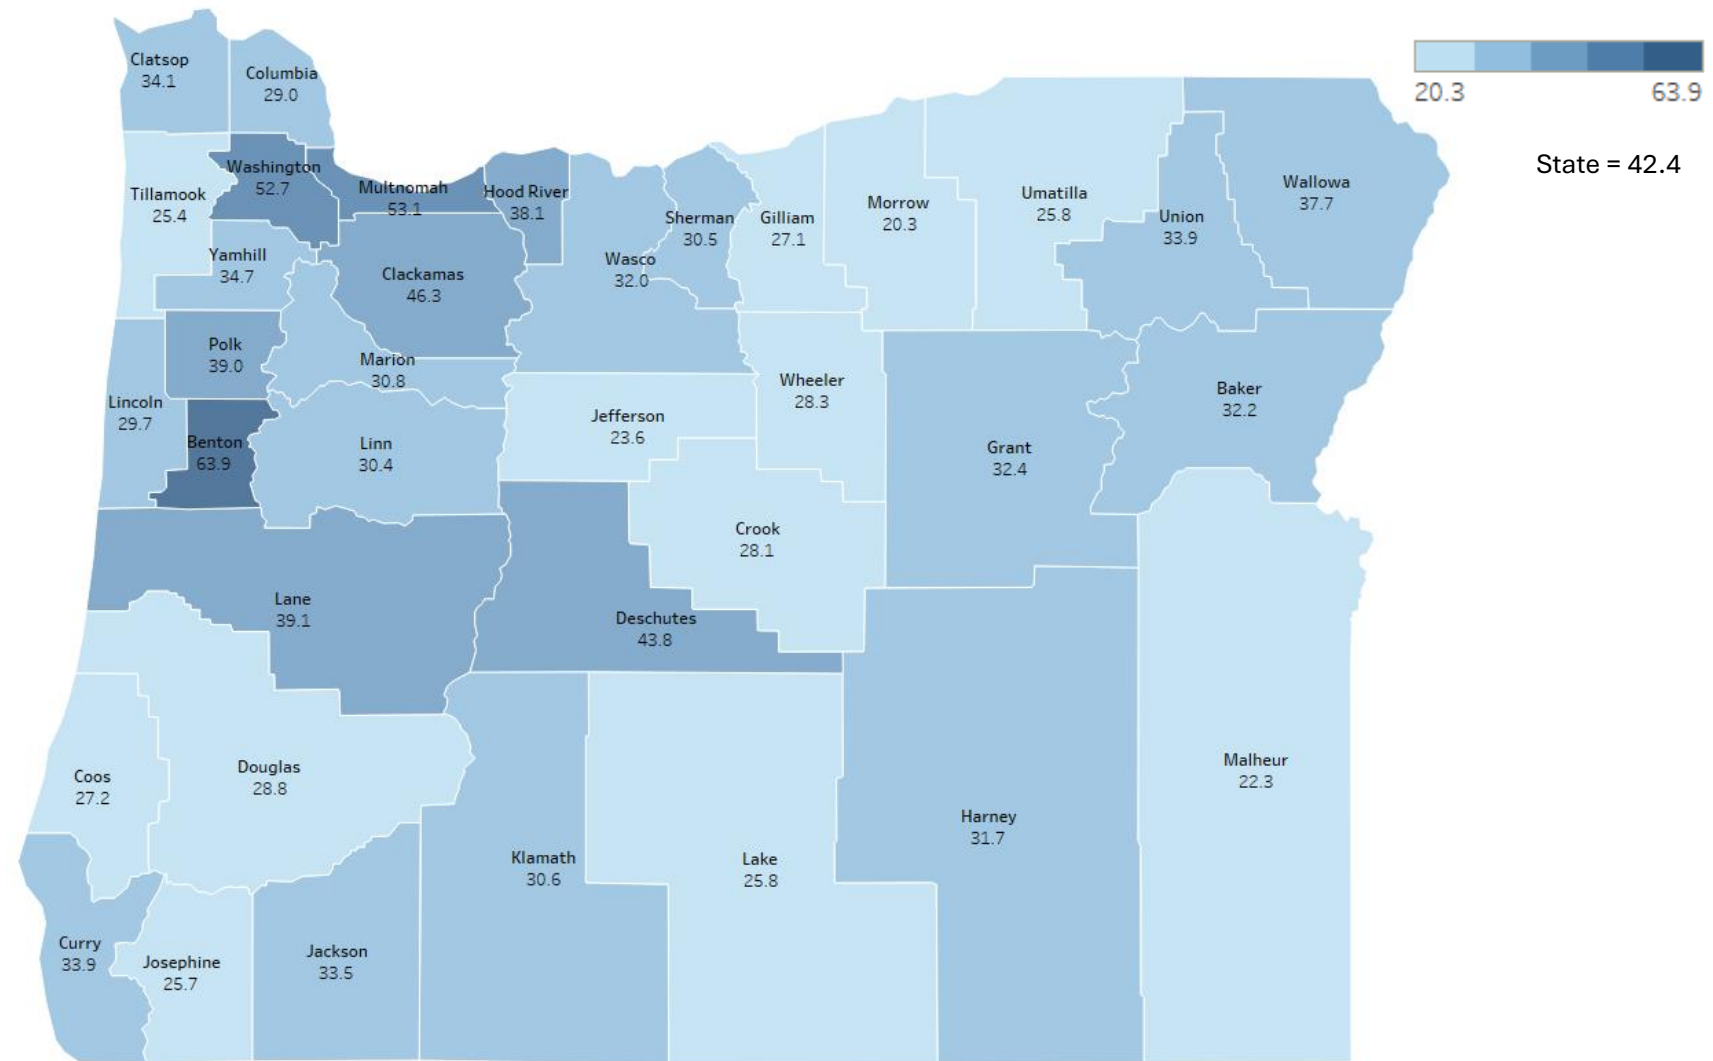 Clatsop
34.1
Columbia
29.0
20.3
63.9
State = 42.4
Washington
52.7
Multnomah
53.1
Hood River
38.1
Tillamook
25.4
Sherman
30.5
Gilliam
27.1
Morrow
20.3
Umatilla
25.8
Union
33.9
Wallowa
37.7
Yamhill
34.7
Clackamas
46.3
Wasco
32.0
Polk
39.0
Marion
30.8
Lincoln
29.7
Benton
63.9
Linn
30.4
Jefferson
23.6
Wheeler
28.3
Grant
32.4
Baker
32.2
Crook
28.1
Lane
39.1
Deschutes
43.8
Coos
27.2
Douglas
28.8
Klamath
30.6
Lake
25.8
Harney
31.7
Malheur
22.3
Curry
33.9
Josephine
25.7
Jackson
33.5